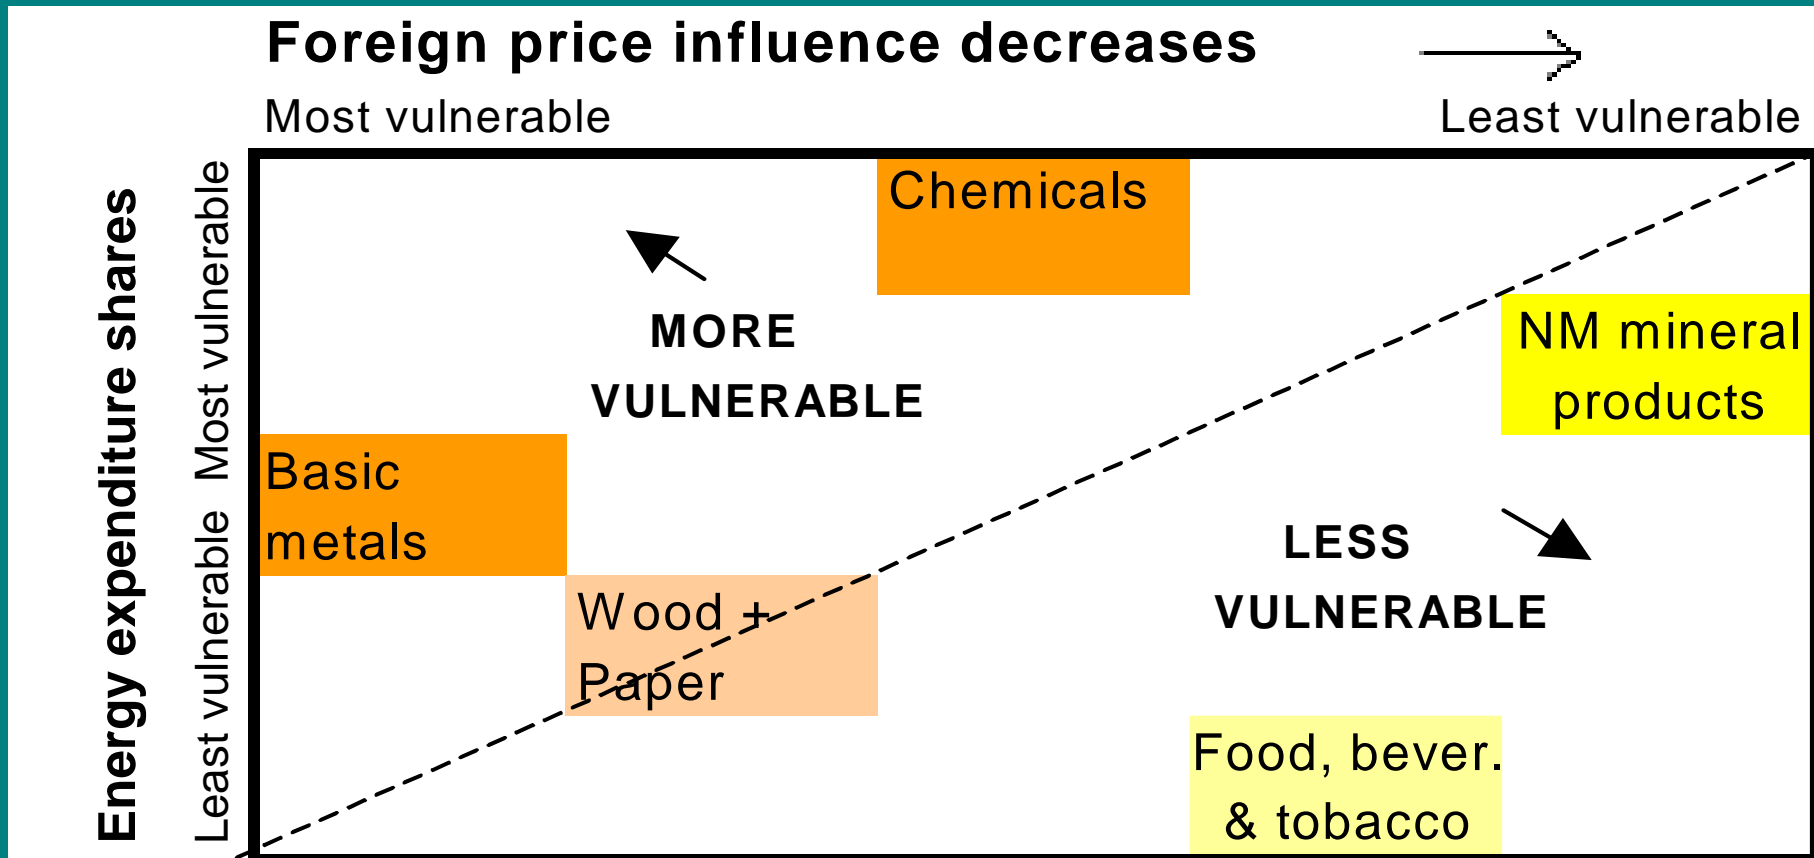 Foreign price influence decreases
Most vulnerable
Least vulnerable
Energy expenditure shares
Least vulnerable Most vulnerable
Chemicals
MORE
VULNERABLE
NM mineral
products
Basic
metals
LESS
VULNERABLE
Wood +
Paper
Food, bever.
& tobacco